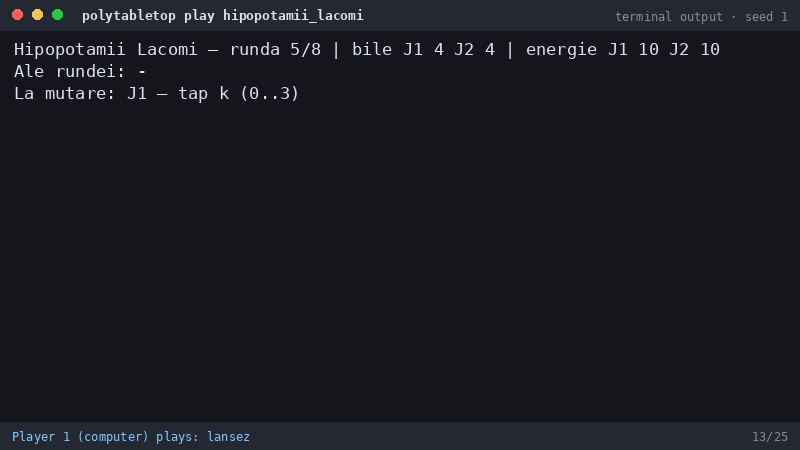 polytabletop play hipopotamii_lacomi
terminal output · seed 1
Hipopotamii Lacomi — runda 5/8 | bile J1 4 J2 4 | energie J1 10 J2 10
Ale rundei: -
La mutare: J1 — tap k (0..3)
Player 1 (computer) plays: lansez
13/25